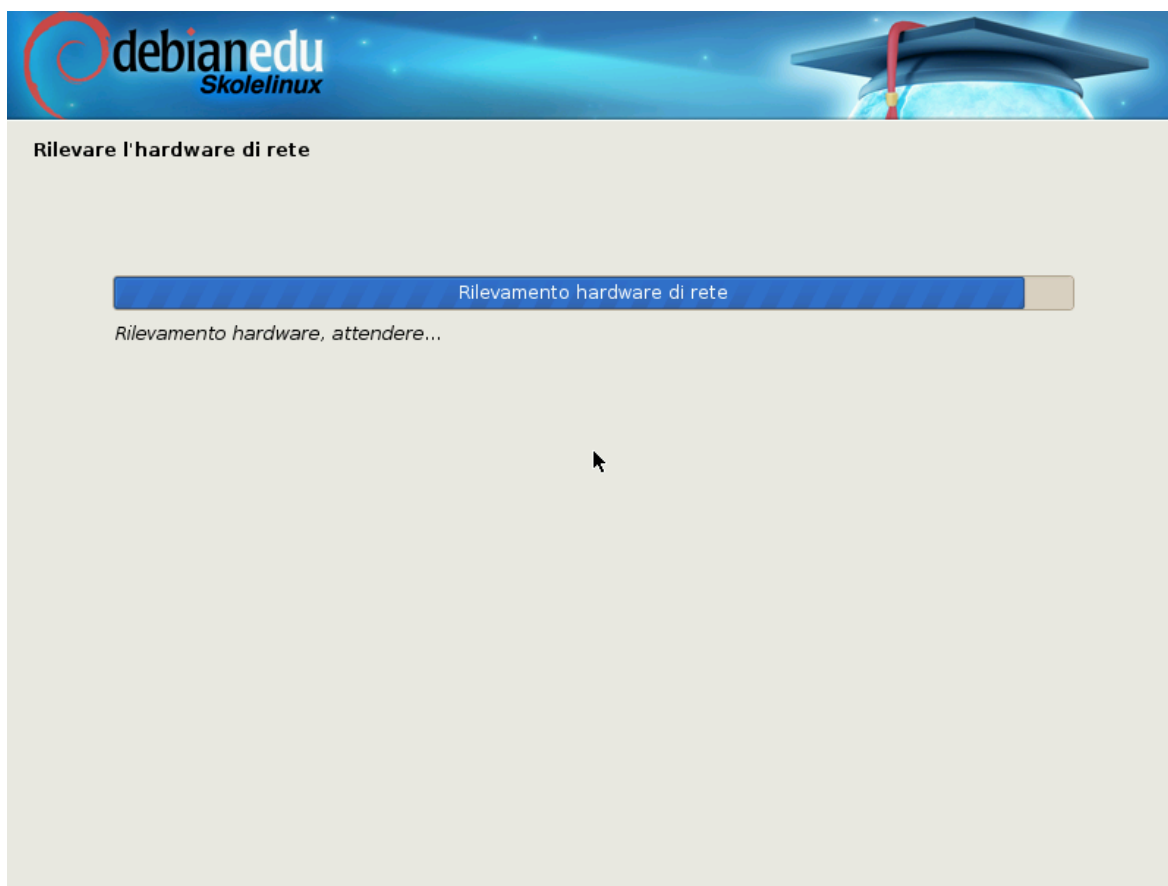 debianedu
Skolelinux
Rilevare l'hardware di rete
Rilevamento hardware di rete
Rilevamento hardware, attendere...